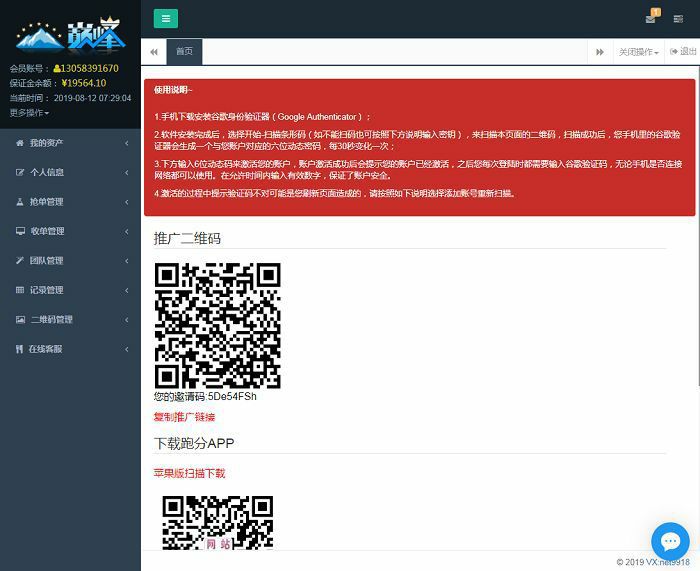 巅峰
会员账号：13058391670
保证金余额：¥19564.10
当前时间：2019-08-12 07:29:04
更多操作
我的资产
个人信息
抢单管理
收单管理
团队管理
记录管理
二维码管理
在线客服
1
首页
关闭操作
退出
使用说明~
1.手机下载安装谷歌身份验证器（Google Authenticator）；
2.软件安装完成后，选择开始-扫描条形码（如不能扫码也可按照下方说明输入密钥），来扫描本页面的二维码，扫描成功后，您手机里的谷歌验
证器会生成一个与您账户对应的六位动态密码，每30秒变化一次；
3.下方输入6位动态码来激活您的账户，账户激活成功后会提示您的账户已经激活，之后您每次登陆时都需要输入谷歌验证码，无论手机是否连接
网络都可以使用。在允许时间内输入有效数字，保证了账户安全。
4.激活的过程中提示验证码不对可能是您刷新页面造成的，请按照如下说明选择添加账号重新扫描。
推广二维码
您的邀请码:5De54FSh
复制推广链接
下载跑分APP
苹果版扫描下载
网站
© 2019 VX:net9918